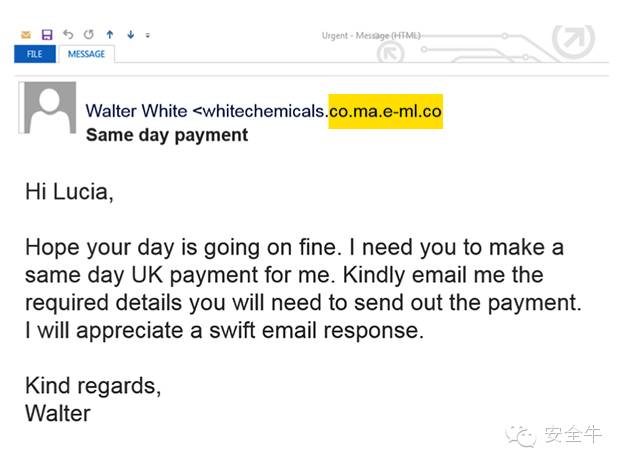 Urgent - Message (HTML)
FILE MESSAGE
Walter White <whitechemicals.co.ma.e-ml.co
Same day payment
Hi Lucia,
Hope your day is going on fine. I need you to make a
same day UK payment for me. Kindly email me the
required details you will need to send out the payment.
I will appreciate a swift email response.
Kind regards,
Walter
安全牛